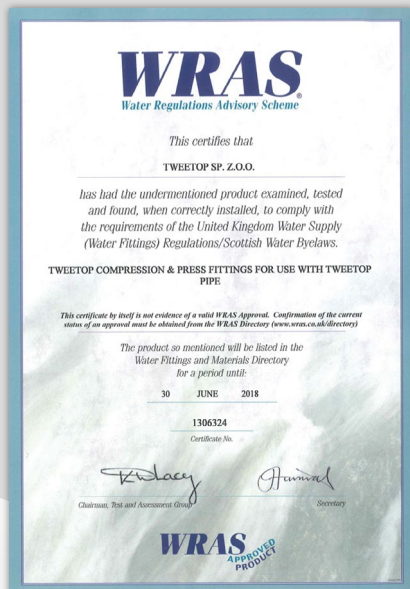 WRAS®
Water Regulations Advisory Scheme
This certifies that
TWEETOP SP. Z.O.O.
has had the undermentioned product examined, tested
and found, when correctly installed, to comply with
the requirements of the United Kingdom Water Supply
(Water Fittings) Regulations/Scottish Water Byelaws.
TWEETOP COMPRESSION & PRESS FITTINGS FOR USE WITH TWEETOP
PIPE
This certificate by itself is not evidence of a valid WRAS Approval. Confirmation of the current
status of an approval must be obtained from the WRAS Directory (www.wras.co.uk/directory)
The product so mentioned will be listed in the
Water Fittings and Materials Directory
for a period until:
30 JUNE 2018
1306324
Certificate No.
Chairman, Test and Assessment Group
Secretary
WRAS APPROVED
PRODUCT